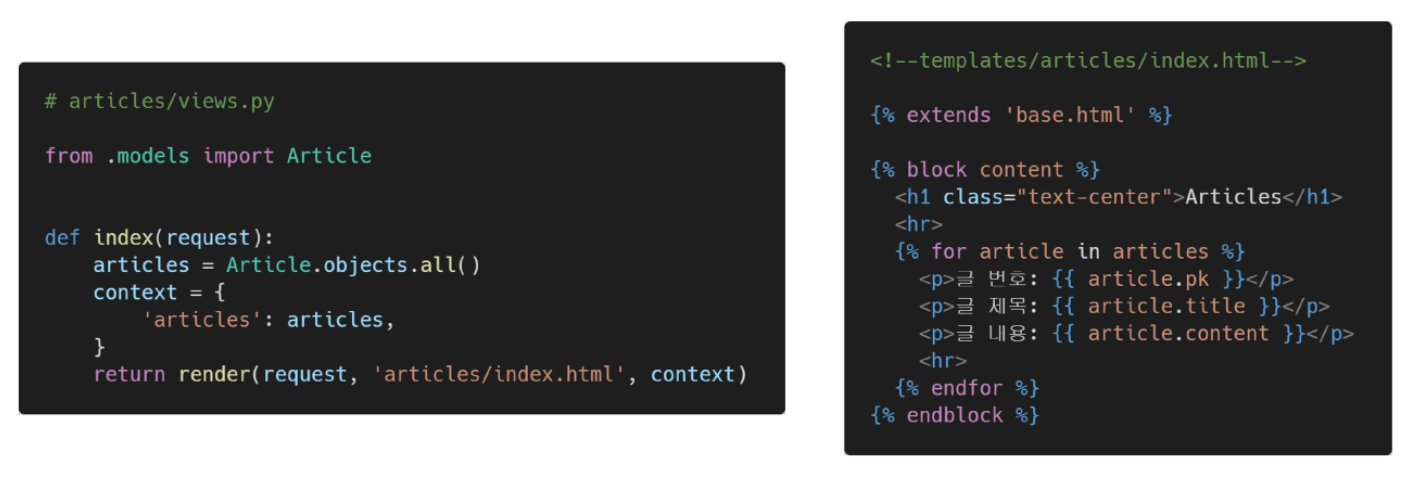 # articles/views.py
from .models import Article
def index(request):
    articles = Article.objects.all()
    context = {
        'articles': articles,
    }
    return render(request, 'articles/index.html', context)
<!--templates/articles/index.html-->
{% extends 'base.html' %}
{% block content %}
  <h1 class="text-center">Articles</h1>
  <hr>
  {% for article in articles %}
    <p>글 번호: {{ article.pk }}</p>
    <p>글 제목: {{ article.title }}</p>
    <p>글 내용: {{ article.content }}</p>
    <hr>
  {% endfor %}
{% endblock %}